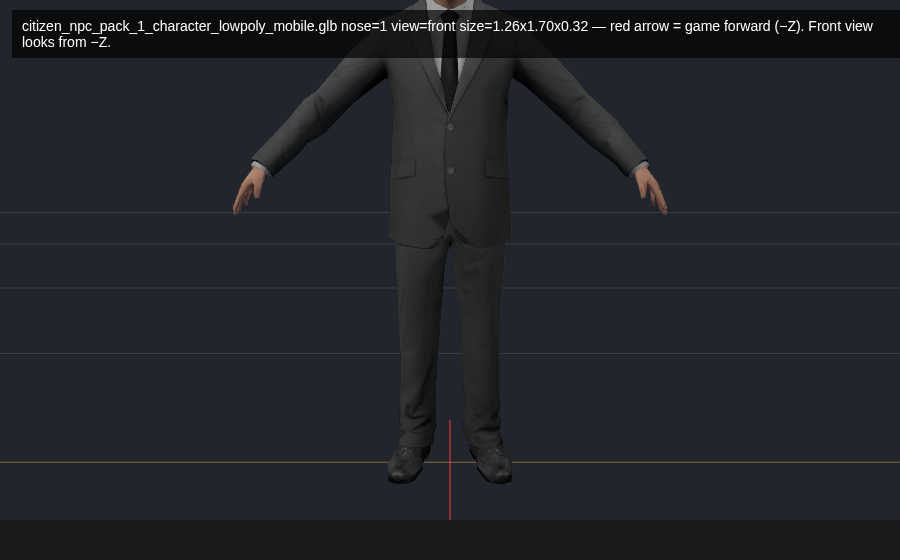 citizen_npc_pack_1_character_lowpoly_mobile.glb nose=1 view=front size=1.26x1.70x0.32 — red arrow = game forward (−Z). Front view
looks from −Z.